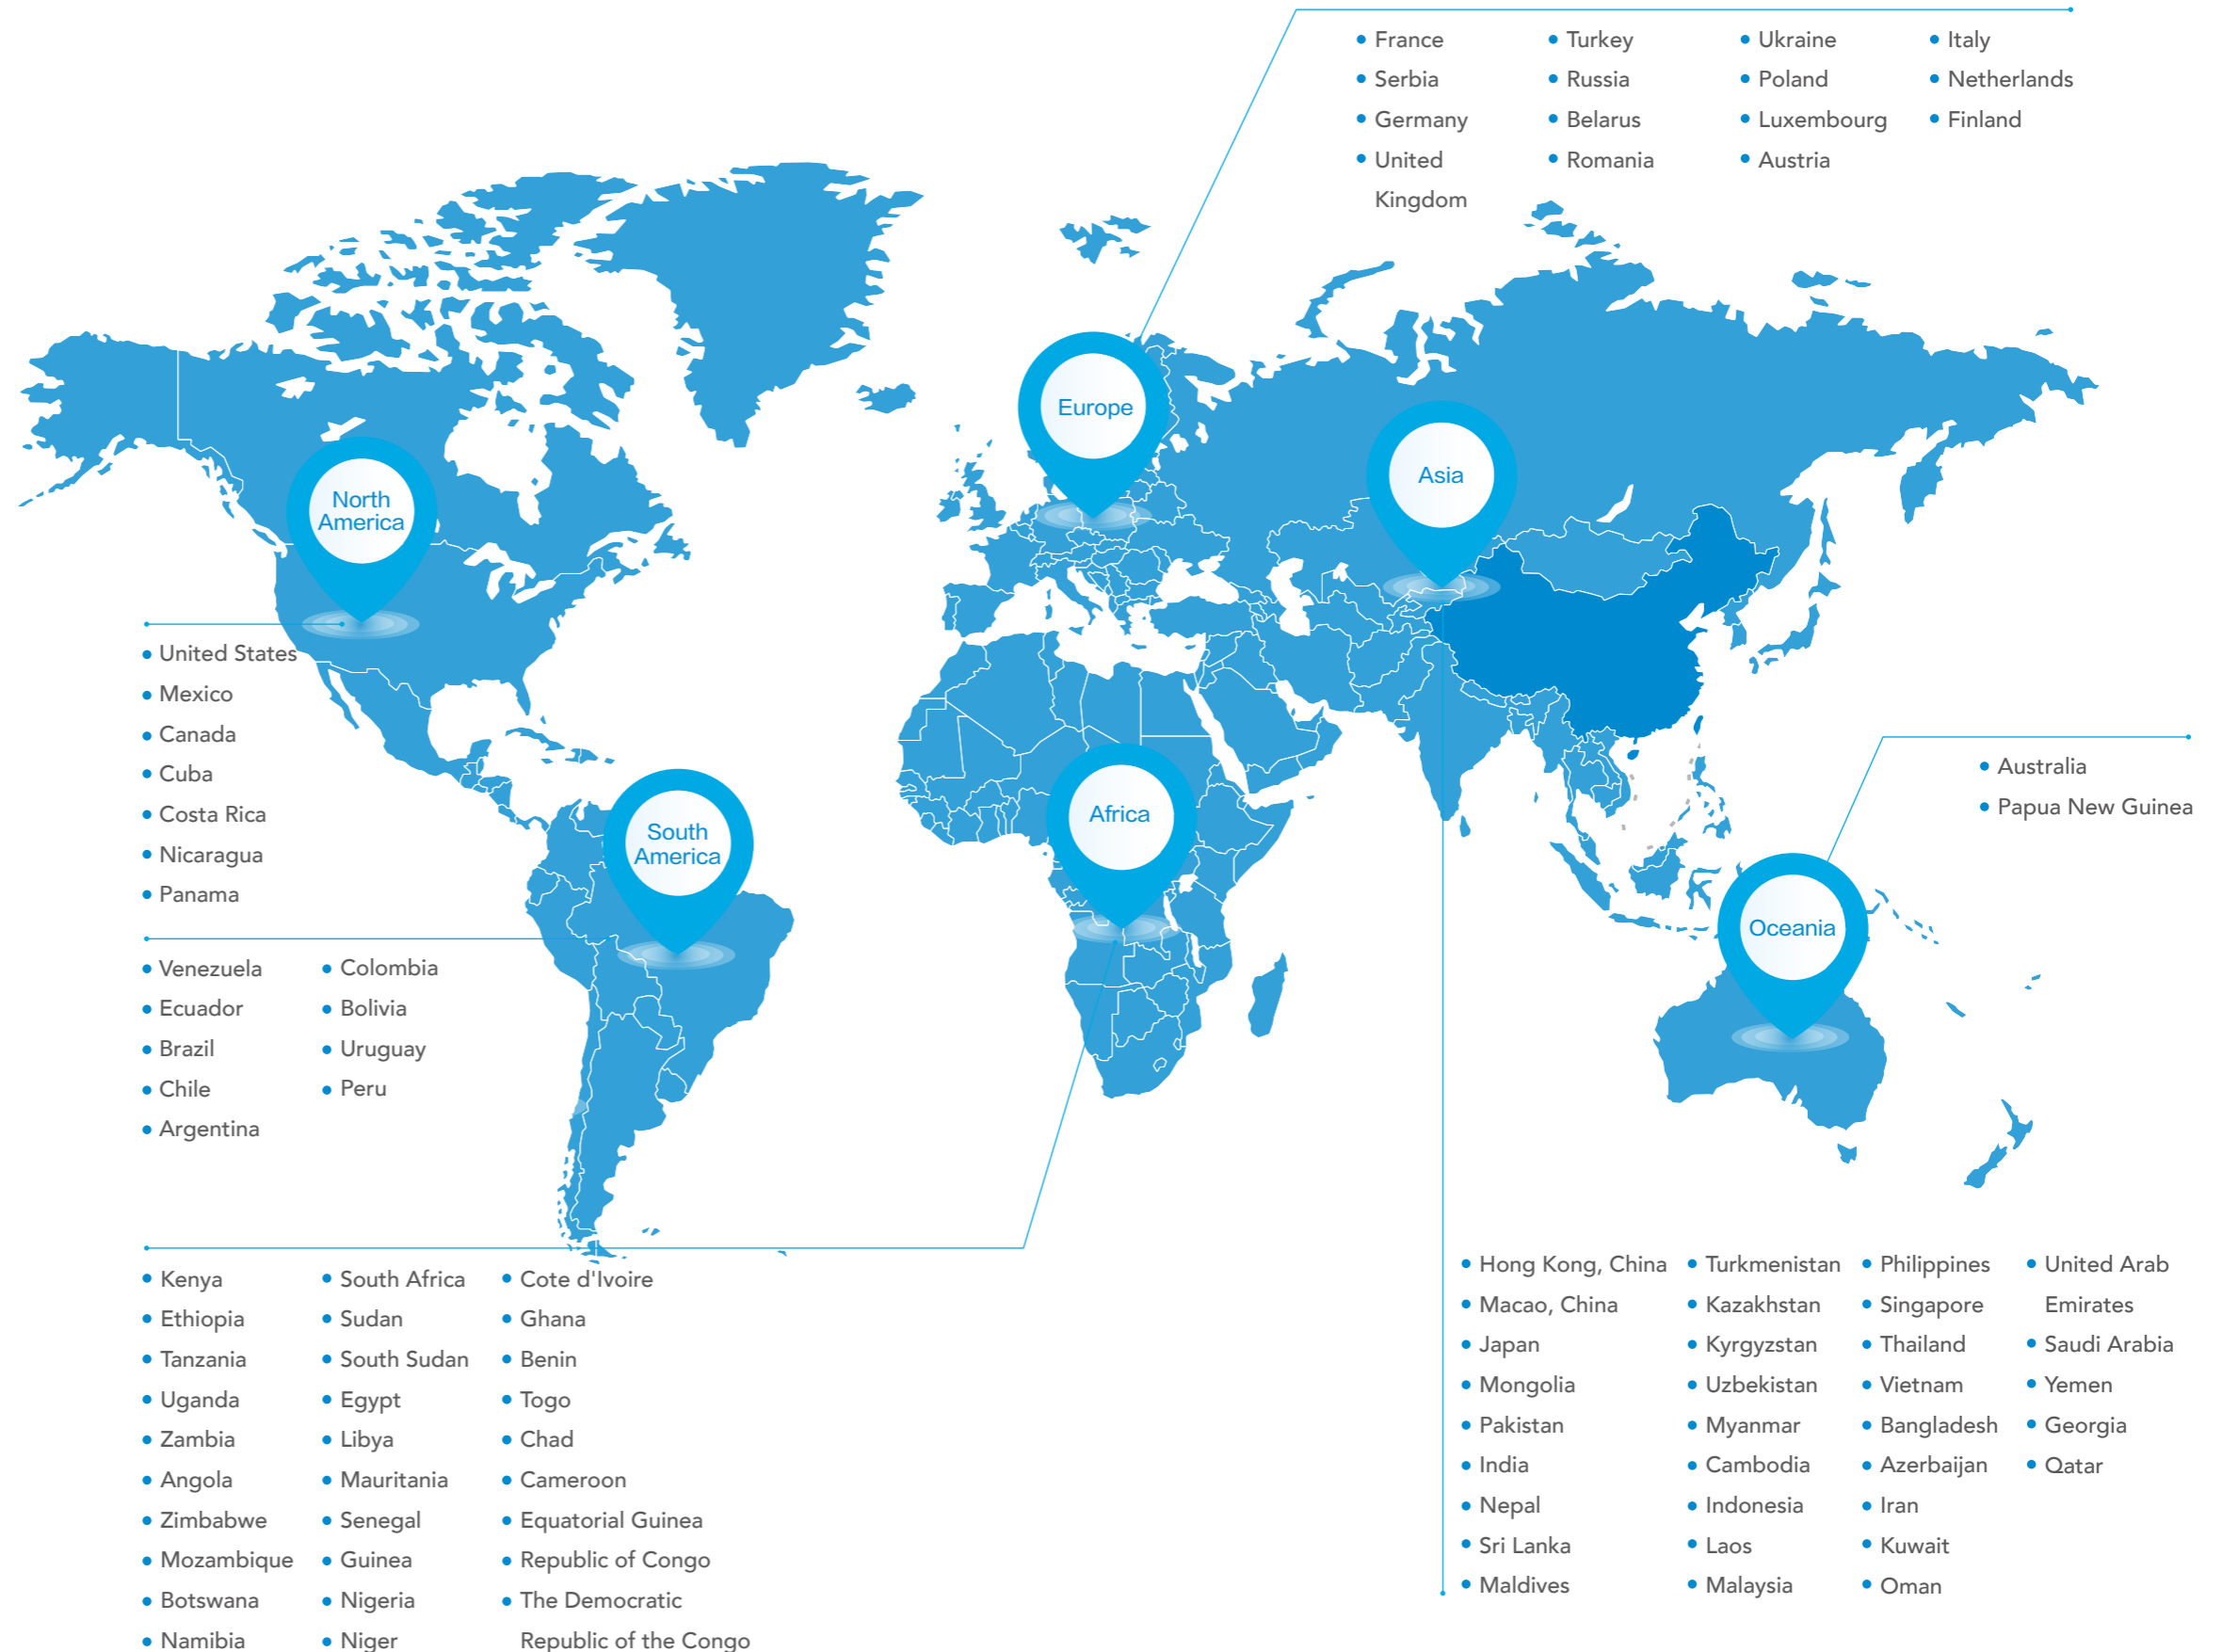 France
Serbia
Germany
United
Kingdom
Turkey
Russia
Belarus
Romania
Ukraine
Poland
Luxembourg
Austria
Italy
Netherlands
Finland
Europe
Asia
North
America
United States
Mexico
Canada
Cuba
Costa Rica
Nicaragua
Panama
South
America
Africa
Australia
Papua New Guinea
Oceania
Venezuela
Ecuador
Brazil
Chile
Argentina
Colombia
Bolivia
Uruguay
Peru
Kenya
Ethiopia
Tanzania
Uganda
Zambia
Angola
Zimbabwe
Mozambique
Botswana
Namibia
South Africa
Sudan
South Sudan
Egypt
Libya
Mauritania
Senegal
Guinea
Nigeria
Niger
Cote d'Ivoire
Ghana
Benin
Togo
Chad
Cameroon
Equatorial Guinea
Republic of Congo
The Democratic
Republic of the Congo
Hong Kong, China
Macao, China
Japan
Mongolia
Pakistan
India
Nepal
Sri Lanka
Maldives
Turkmenistan
Kazakhstan
Kyrgyzstan
Uzbekistan
Myanmar
Cambodia
Indonesia
Laos
Malaysia
Philippines
Singapore
Thailand
Vietnam
Bangladesh
Azerbaijan
Iran
Kuwait
Oman
United Arab
Emirates
Saudi Arabia
Yemen
Georgia
Qatar